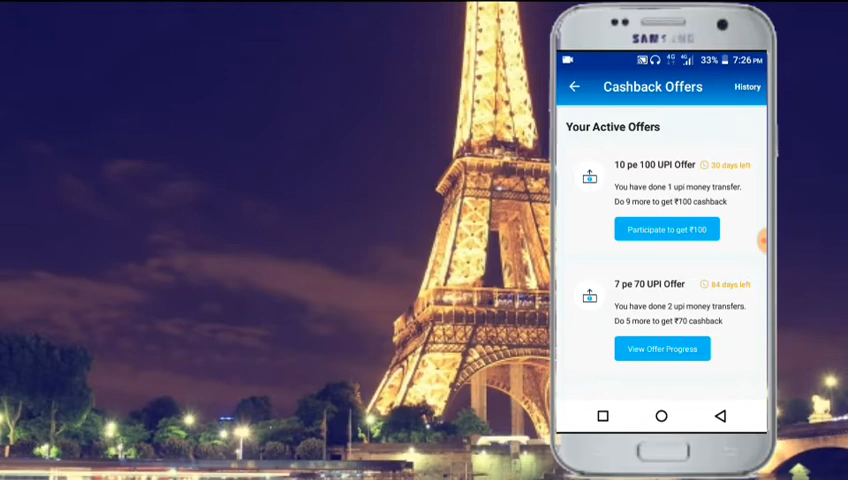 SAMSUNG
4G 4G 33% 7:26 PM
Cashback Offers History
Your Active Offers
10 pe 100 UPI Offer 30 days left
You have done 1 upi money transfer.
Do 9 more to get ₹100 cashback
Participate to get ₹100
7 pe 70 UPI Offer 84 days left
You have done 2 upi money transfers.
Do 5 more to get ₹70 cashback
View Offer Progress